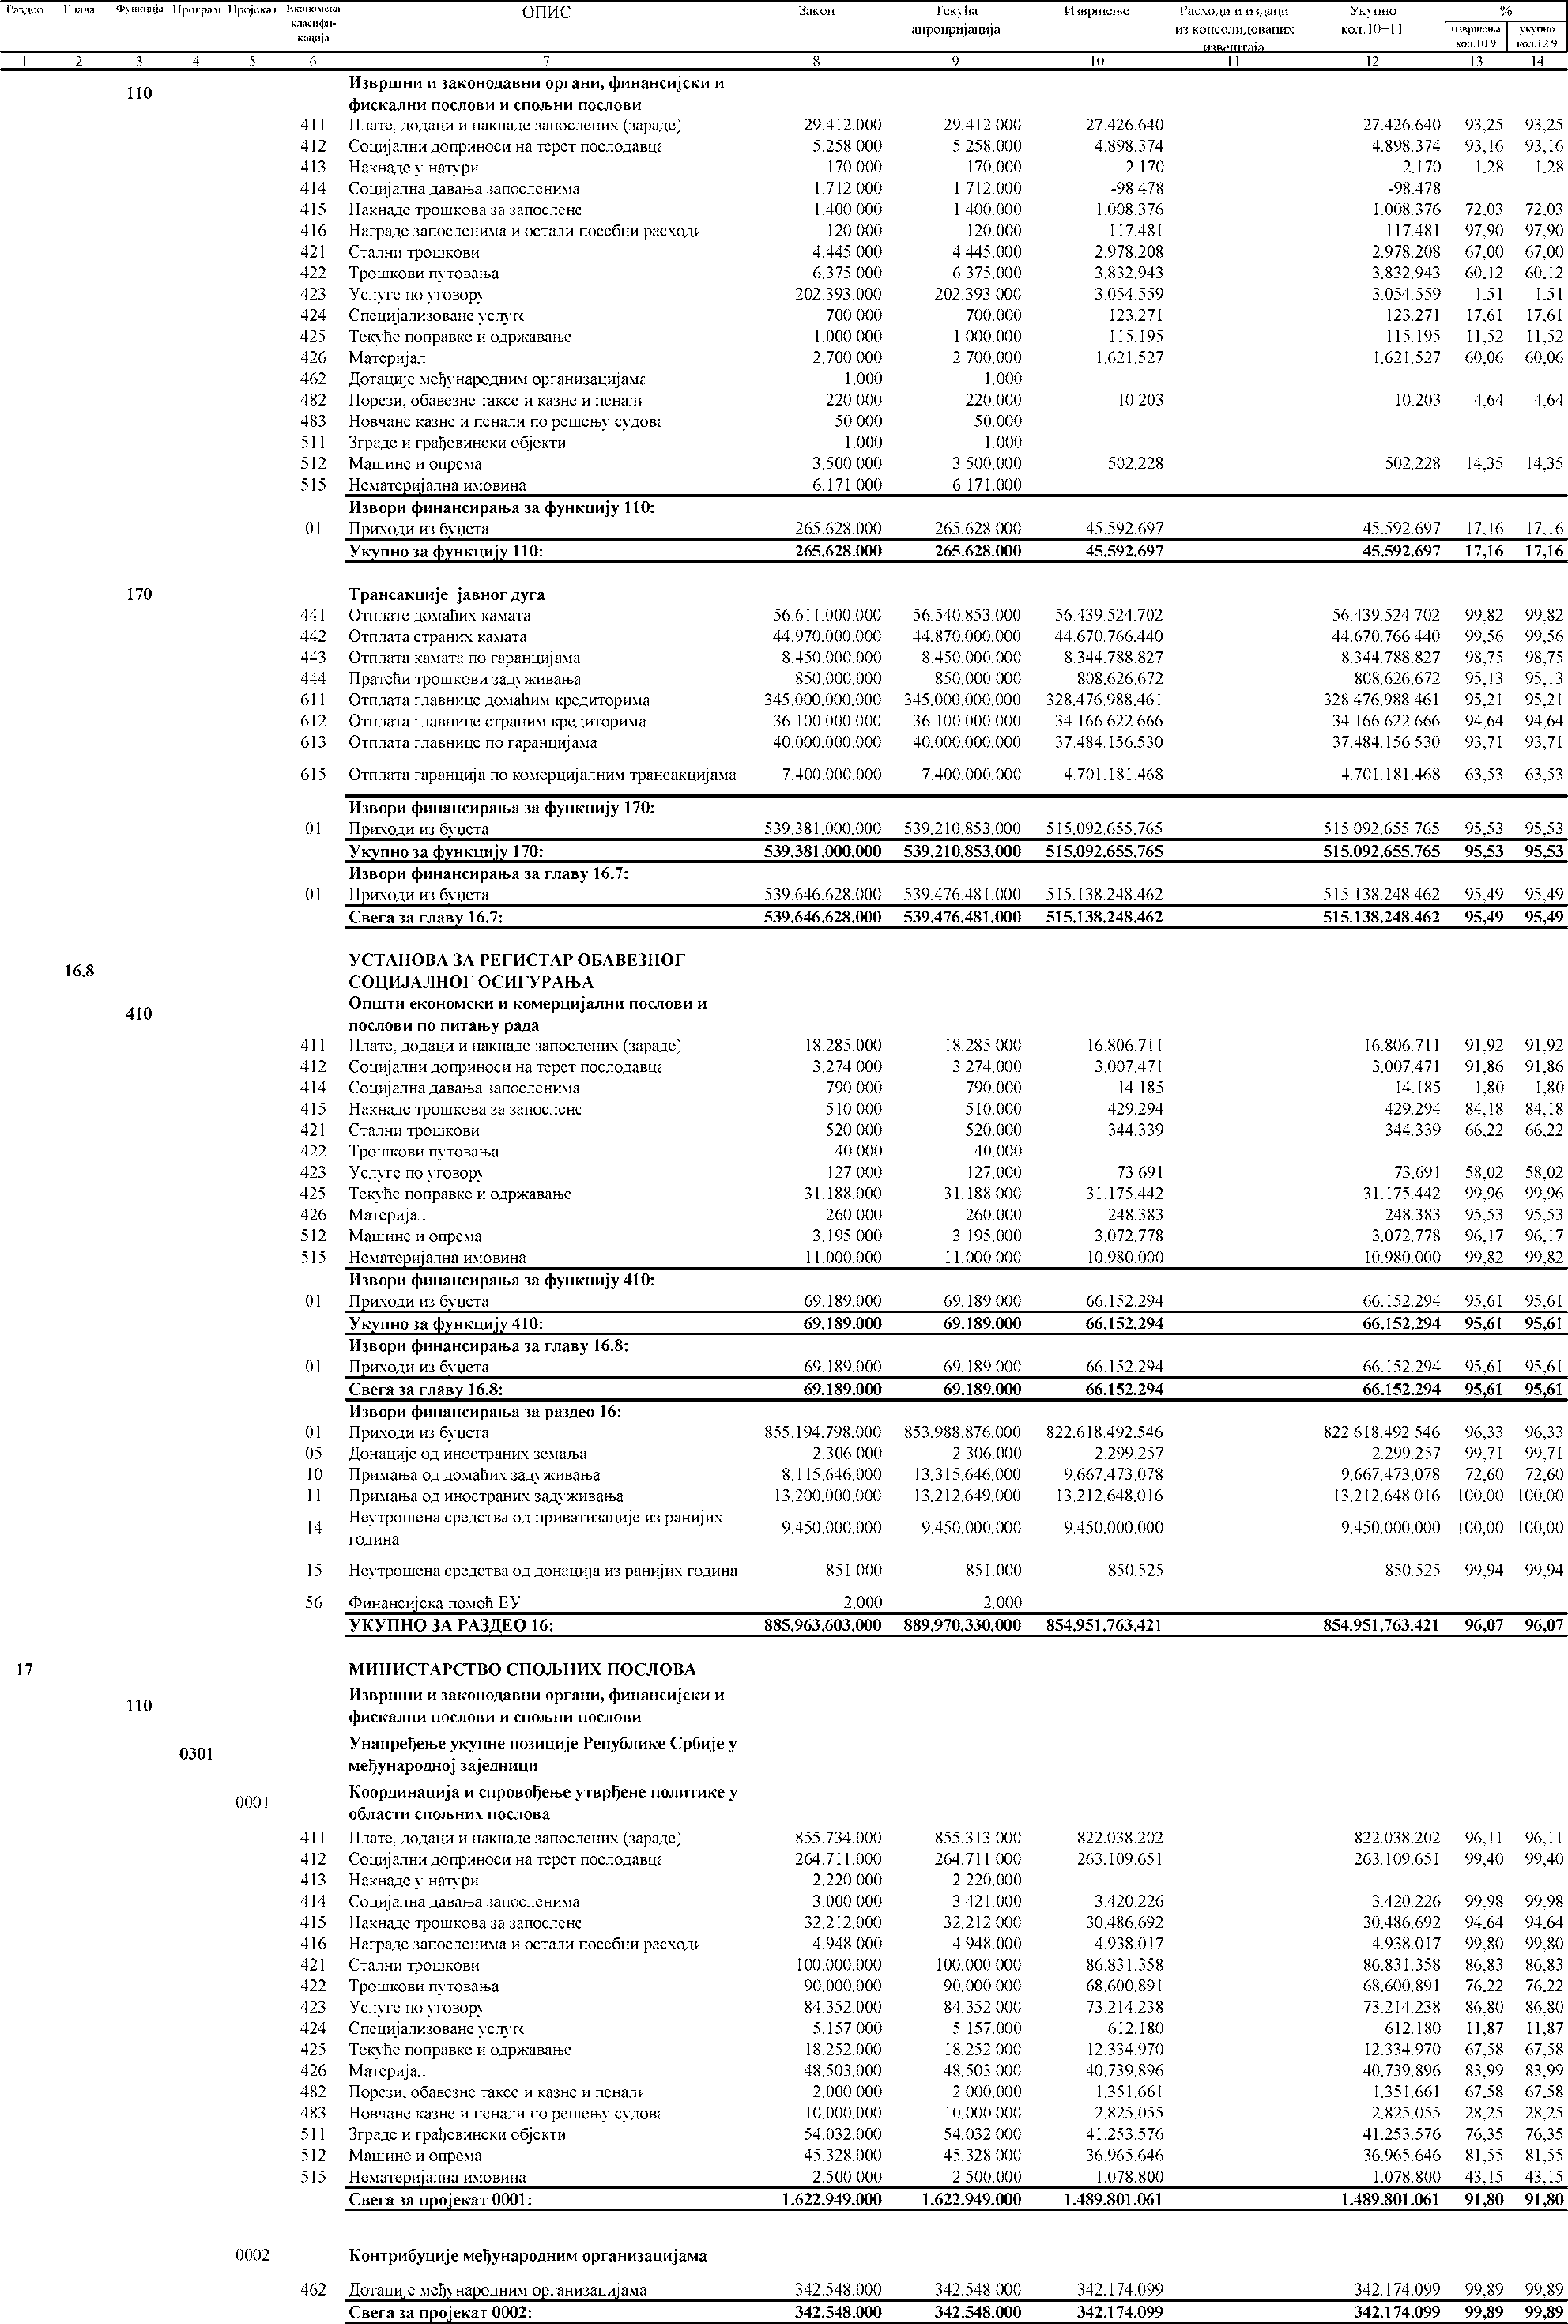 Раздео Глава Функција Програм Пројекат Економска класифи-кација ОПИС Закон Текућа апропријација Извршење Расходи и издаци из консолидованих извештаја Укупно кол.10+11 % извршења кол.10/9 укупно кол.12/9
1 2 3 4 5 6 7 8 9 10 11 12 13 14
110 Извршни и законодавни органи, финансијски и
фискални послови и спољни послови
411 Плате, додаци и накнаде запослених (зараде) 29.412.000 29.412.000 27.426.640 27.426.640 93,25 93,25
412 Социјални доприноси на терет послодавца 5.258.000 5.258.000 4.898.374 4.898.374 93,16 93,16
413 Накнаде у натури 170.000 170.000 2.170 2.170 1,28 1,28
414 Социјална давања запосленима 1.712.000 1.712.000 -98.478 -98.478
415 Накнаде трошкова за запослене 1.400.000 1.400.000 1.008.376 1.008.376 72,03 72,03
416 Награде запосленима и остали посебни расходи 120.000 120.000 117.481 117.481 97,90 97,90
421 Стални трошкови 4.445.000 4.445.000 2.978.208 2.978.208 67,00 67,00
422 Трошкови путовања 6.375.000 6.375.000 3.832.943 3.832.943 60,12 60,12
423 Услуге по уговору 202.393.000 202.393.000 3.054.559 3.054.559 1,51 1,51
424 Специјализоване услуге 700.000 700.000 123.271 123.271 17,61 17,61
425 Текуће поправке и одржавање 1.000.000 1.000.000 115.195 115.195 11,52 11,52
426 Материјал 2.700.000 2.700.000 1.621.527 1.621.527 60,06 60,06
462 Дотације међународним организацијама 1.000 1.000
482 Порези, обавезне таксе и казне и пенали 220.000 220.000 10.203 10.203 4,64 4,64
483 Новчане казне и пенали по решењу судова 50.000 50.000
511 Зграде и грађевински објекти 1.000 1.000
512 Машине и опрема 3.500.000 3.500.000 502.228 502.228 14,35 14,35
515 Нематеријална имовина 6.171.000 6.171.000
Извори финансирања за функцију 110:
01 Приходи из буџета 265.628.000 265.628.000 45.592.697 45.592.697 17,16 17,16
Укупно за функцију 110: 265.628.000 265.628.000 45.592.697 45.592.697 17,16 17,16
170 Трансакције јавног дуга
441 Отплате домаћих камата 56.611.000.000 56.540.853.000 56.439.524.702 56.439.524.702 99,82 99,82
442 Отплата страних камата 44.970.000.000 44.870.000.000 44.670.766.440 44.670.766.440 99,56 99,56
443 Отплата камата по гаранцијама 8.450.000.000 8.450.000.000 8.344.788.827 8.344.788.827 98,75 98,75
444 Пратећи трошкови задуживања 850.000.000 850.000.000 808.626.672 808.626.672 95,13 95,13
611 Отплата главнице домаћим кредиторима 345.000.000.000 345.000.000.000 328.476.988.461 328.476.988.461 95,21 95,21
612 Отплата главнице страним кредиторима 36.100.000.000 36.100.000.000 34.166.622.666 34.166.622.666 94,64 94,64
613 Отплата главнице по гаранцијама 40.000.000.000 40.000.000.000 37.484.156.530 37.484.156.530 93,71 93,71
615 Отплата гаранција по комерцијалним трансакцијама 7.400.000.000 7.400.000.000 4.701.181.468 4.701.181.468 63,53 63,53
Извори финансирања за функцију 170:
01 Приходи из буџета 539.381.000.000 539.210.853.000 515.092.655.765 515.092.655.765 95,53 95,53
Укупно за функцију 170: 539.381.000.000 539.210.853.000 515.092.655.765 515.092.655.765 95,53 95,53
Извори финансирања за главу 16.7:
01 Приходи из буџета 539.646.628.000 539.476.481.000 515.138.248.462 515.138.248.462 95,49 95,49
Свега за главу 16.7: 539.646.628.000 539.476.481.000 515.138.248.462 515.138.248.462 95,49 95,49
16.8 УСТАНОВА ЗА РЕГИСТАР ОБАВЕЗНОГ
СОЦИЈАЛНОГ ОСИГУРАЊА
410 Општи економски и комерцијални послови и
послови по питању рада
411 Плате, додаци и накнаде запослених (зараде) 18.285.000 18.285.000 16.806.711 16.806.711 91,92 91,92
412 Социјални доприноси на терет послодавца 3.274.000 3.274.000 3.007.471 3.007.471 91,86 91,86
414 Социјална давања запосленима 790.000 790.000 14.185 14.185 1,80 1,80
415 Накнаде трошкова за запослене 510.000 510.000 429.294 429.294 84,18 84,18
421 Стални трошкови 520.000 520.000 344.339 344.339 66,22 66,22
422 Трошкови путовања 40.000 40.000
423 Услуге по уговору 127.000 127.000 73.691 73.691 58,02 58,02
425 Текуће поправке и одржавање 31.188.000 31.188.000 31.175.442 31.175.442 99,96 99,96
426 Материјал 260.000 260.000 248.383 248.383 95,53 95,53
512 Машине и опрема 3.195.000 3.195.000 3.072.778 3.072.778 96,17 96,17
515 Нематеријална имовина 11.000.000 11.000.000 10.980.000 10.980.000 99,82 99,82
Извори финансирања за функцију 410:
01 Приходи из буџета 69.189.000 69.189.000 66.152.294 66.152.294 95,61 95,61
Укупно за функцију 410: 69.189.000 69.189.000 66.152.294 66.152.294 95,61 95,61
Извори финансирања за главу 16.8:
01 Приходи из буџета 69.189.000 69.189.000 66.152.294 66.152.294 95,61 95,61
Свега за главу 16.8: 69.189.000 69.189.000 66.152.294 66.152.294 95,61 95,61
Извори финансирања за раздео 16:
01 Приходи из буџета 855.194.798.000 853.988.876.000 822.618.492.546 822.618.492.546 96,33 96,33
05 Донације од иностраних земаља 2.306.000 2.306.000 2.299.257 2.299.257 99,71 99,71
10 Примања од домаћих задуживања 8.115.646.000 13.315.646.000 9.667.473.078 9.667.473.078 72,60 72,60
11 Примања од иностраних задуживања 13.200.000.000 13.212.649.000 13.212.648.016 13.212.648.016 100,00 100,00
14 Неутрошена средства од приватизације из ранијих
година 9.450.000.000 9.450.000.000 9.450.000.000 9.450.000.000 100,00 100,00
15 Неутрошена средства од донација из ранијих година 851.000 851.000 850.525 850.525 99,94 99,94
56 Финансијска помоћ ЕУ 2.000 2.000
УКУПНО ЗА РАЗДЕО 16: 885.963.603.000 889.970.330.000 854.951.763.421 854.951.763.421 96,07 96,07
17 МИНИСТАРСТВО СПОЉНИХ ПОСЛОВА
110 Извршни и законодавни органи, финансијски и
фискални послови и спољни послови
0301 Унапређење укупне позиције Републике Србије у
међународној заједници
0001 Координација и спровођење утврђене политике у
области спољних послова
411 Плате, додаци и накнаде запослених (зараде) 855.734.000 855.313.000 822.038.202 822.038.202 96,11 96,11
412 Социјални доприноси на терет послодавца 264.711.000 264.711.000 263.109.651 263.109.651 99,40 99,40
413 Накнаде у натури 2.220.000 2.220.000
414 Социјална давања запосленима 3.000.000 3.421.000 3.420.226 3.420.226 99,98 99,98
415 Накнаде трошкова за запослене 32.212.000 32.212.000 30.486.692 30.486.692 94,64 94,64
416 Награде запосленима и остали посебни расходи 4.948.000 4.948.000 4.938.017 4.938.017 99,80 99,80
421 Стални трошкови 100.000.000 100.000.000 86.831.358 86.831.358 86,83 86,83
422 Трошкови путовања 90.000.000 90.000.000 68.600.891 68.600.891 76,22 76,22
423 Услуге по уговору 84.352.000 84.352.000 73.214.238 73.214.238 86,80 86,80
424 Специјализоване услуге 5.157.000 5.157.000 612.180 612.180 11,87 11,87
425 Текуће поправке и одржавање 18.252.000 18.252.000 12.334.970 12.334.970 67,58 67,58
426 Материјал 48.503.000 48.503.000 40.739.896 40.739.896 83,99 83,99
482 Порези, обавезне таксе и казне и пенали 2.000.000 2.000.000 1.351.661 1.351.661 67,58 67,58
483 Новчане казне и пенали по решењу судова 10.000.000 10.000.000 2.825.055 2.825.055 28,25 28,25
511 Зграде и грађевински објекти 54.032.000 54.032.000 41.253.576 41.253.576 76,35 76,35
512 Машине и опрема 45.328.000 45.328.000 36.965.646 36.965.646 81,55 81,55
515 Нематеријална имовина 2.500.000 2.500.000 1.078.800 1.078.800 43,15 43,15
Свега за пројекат 0001: 1.622.949.000 1.622.949.000 1.489.801.061 1.489.801.061 91,80 91,80
0002 Контрибуције међународним организацијама
462 Дотације међународним организацијама 342.548.000 342.548.000 342.174.099 342.174.099 99,89 99,89
Свега за пројекат 0002: 342.548.000 342.548.000 342.174.099 342.174.099 99,89 99,89